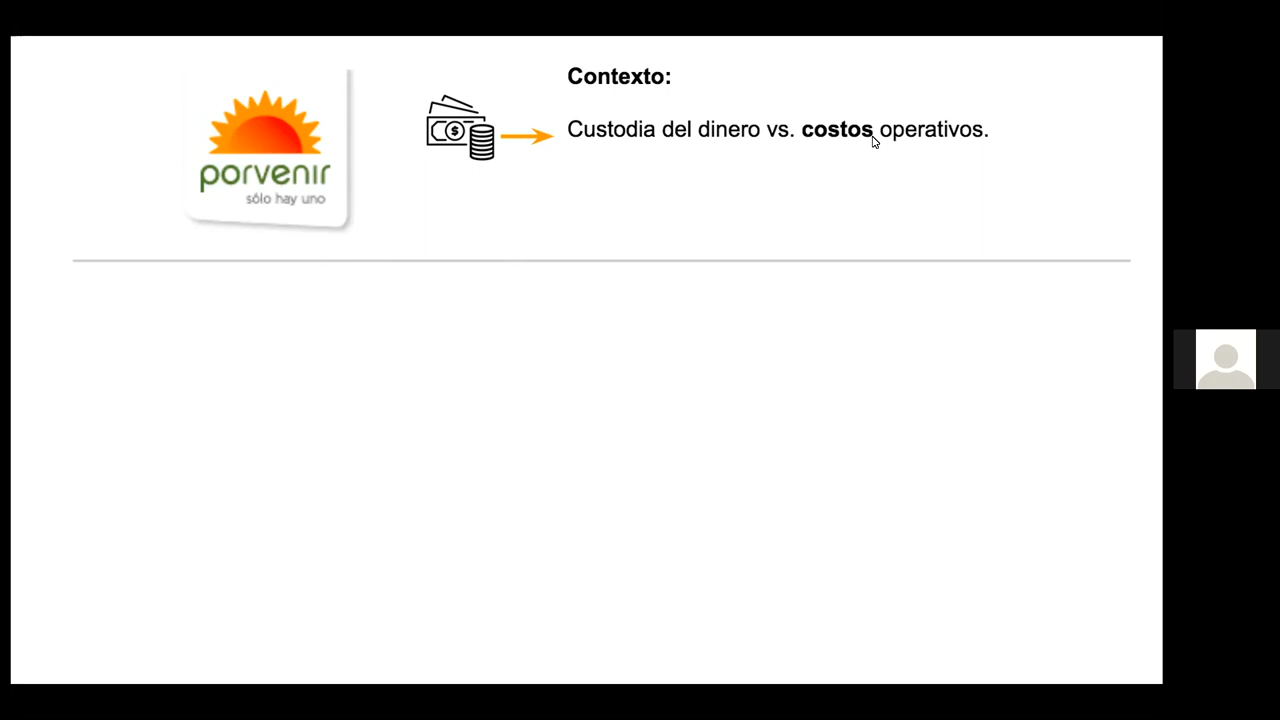 porvenir
sólo hay uno
Contexto:
$
Custodia del dinero vs. costos operativos.